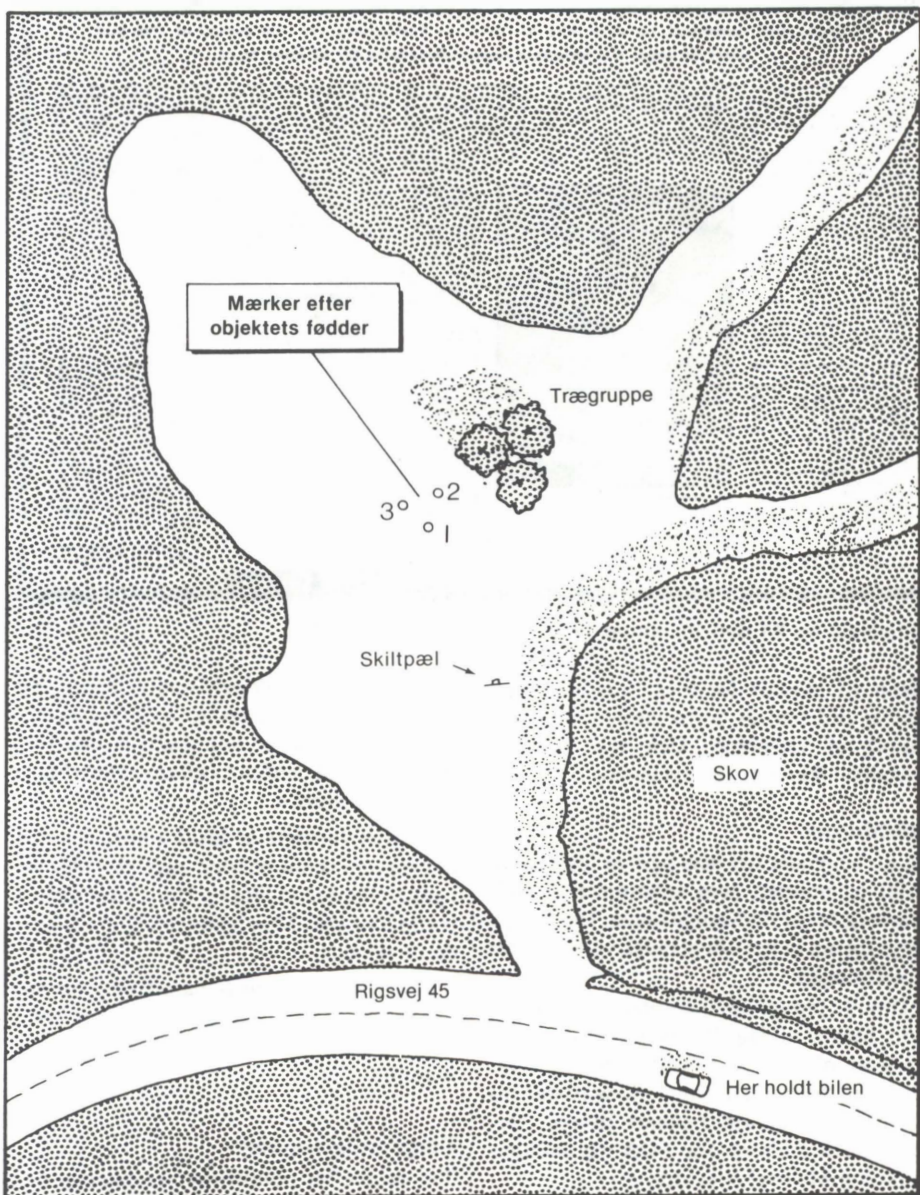 Mærker efter
objektets fødder
Trægruppe
2
3
1
Skiltpæl
Skov
Rigsvej 45
Her holdt bilen